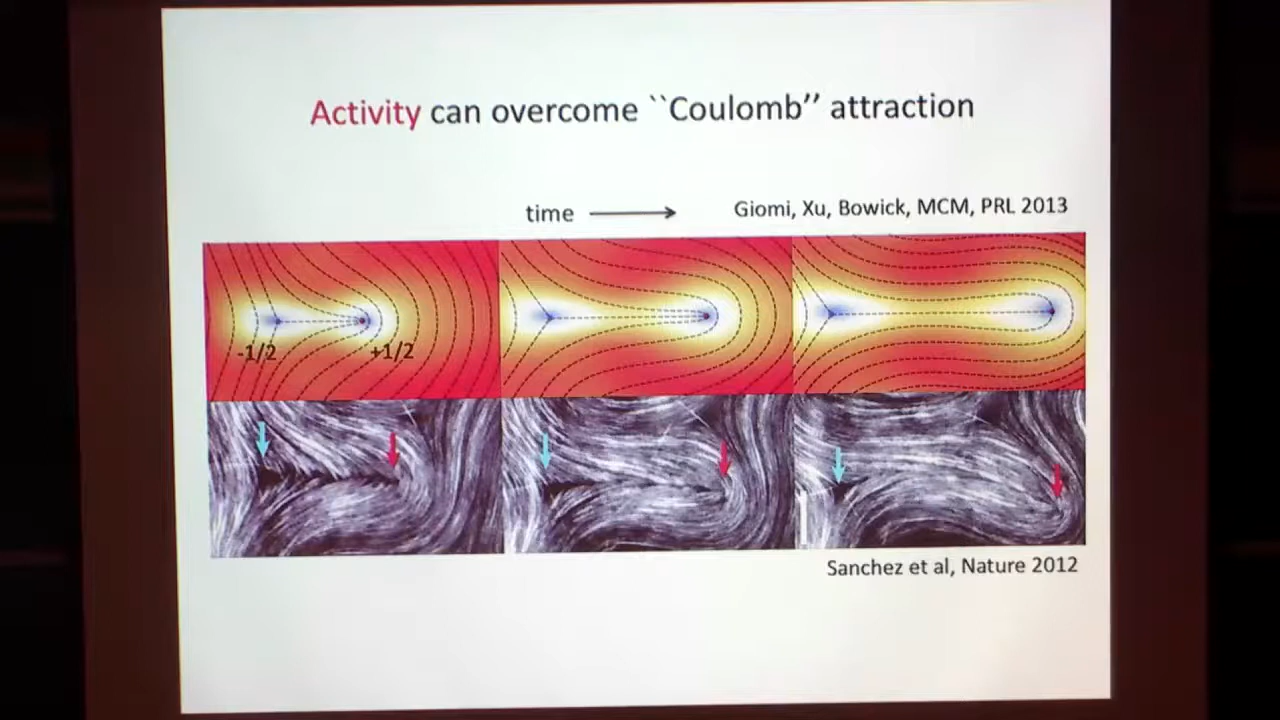 Activity can overcome ``Coulomb’’ attraction
time
Giomi, Xu, Bowick, MCM, PRL 2013
-1/2
+1/2
Sanchez et al, Nature 2012